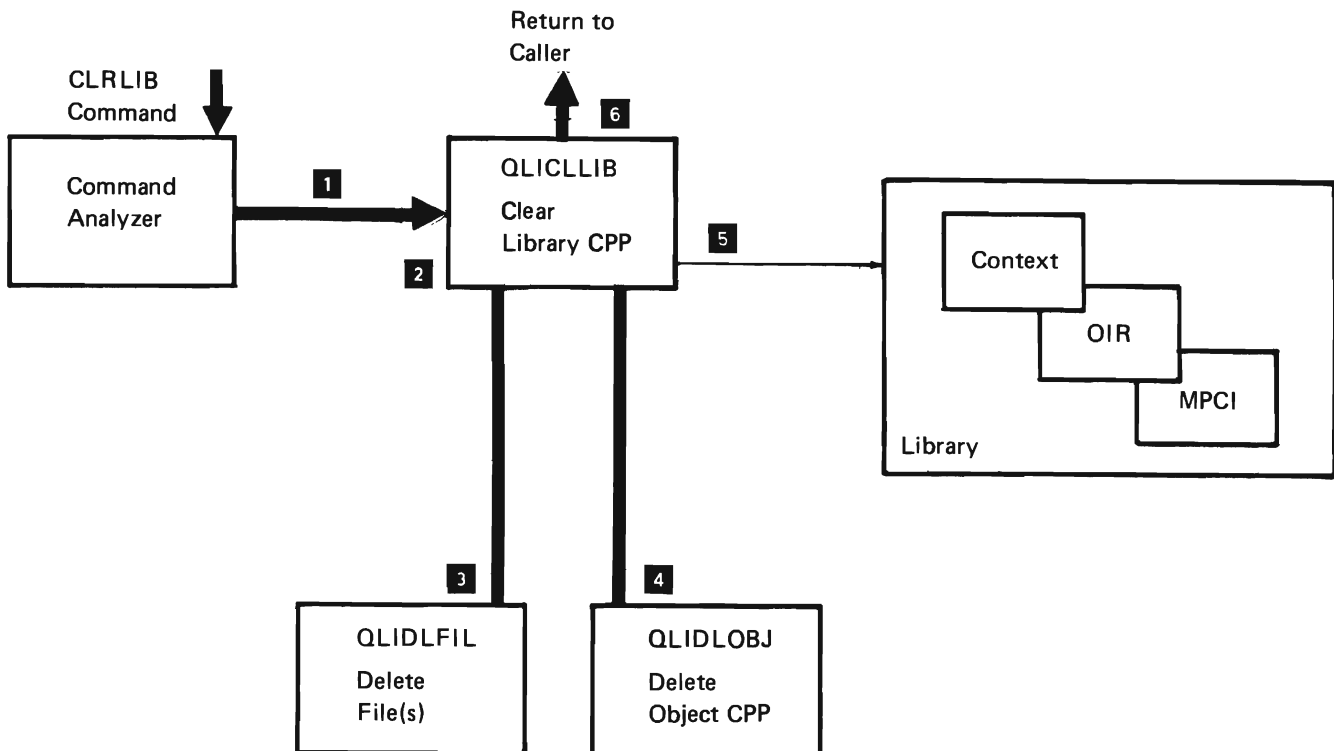 Return to
Caller
CLRLIB
Command
6
Command
Analyzer
1
QLICLLIB
Clear
Library CPP
2
5
Context
OIR
MPCI
Library
3
4
QLIDLFIL
Delete
File(s)
QLIDLOBJ
Delete
Object CPP